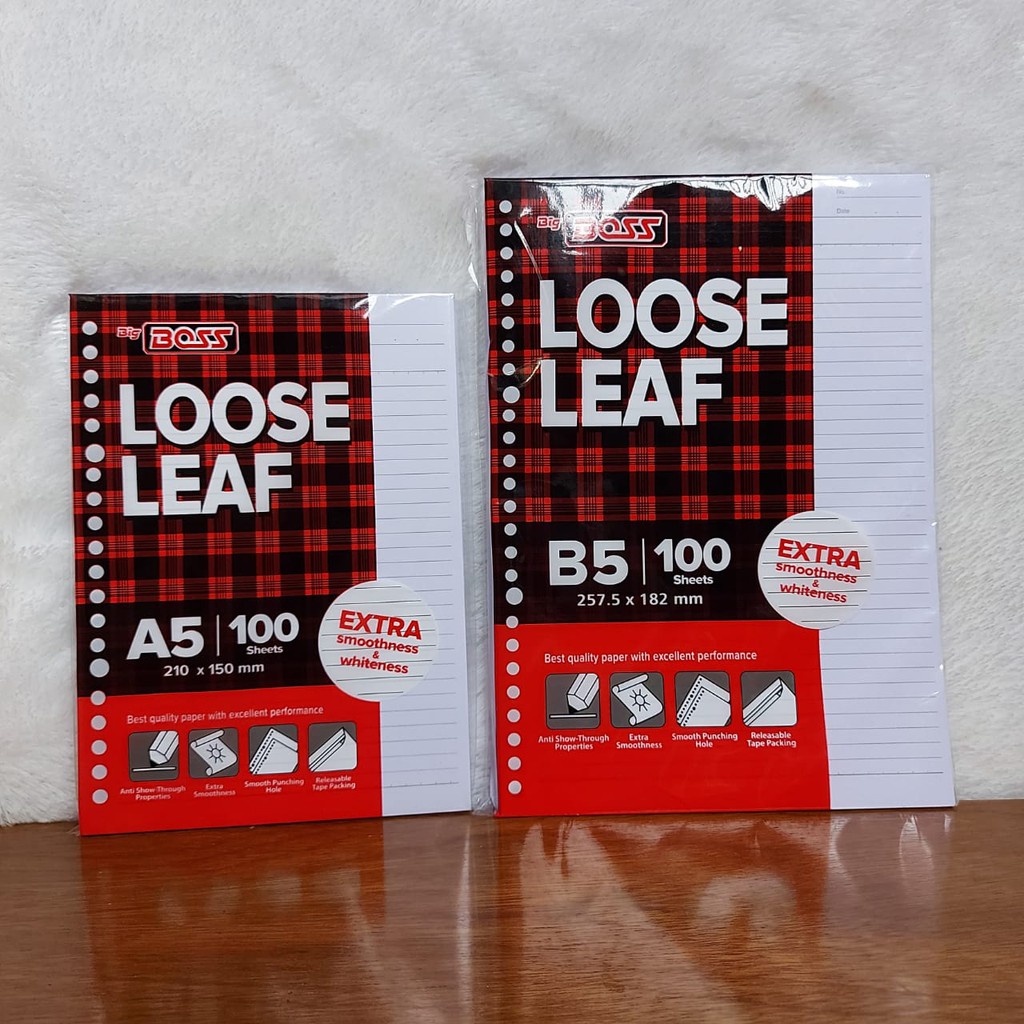 Big BOSS
LOOSE
LEAF
A5 | 100
Sheets
210 x 150 mm
EXTRA
smoothness
&
whiteness
Best quality paper with excellent performance
Anti Show-Through
Properties
Extra
Smoothness
Smooth Punching
Hole
Releasable
Tape Packing
Big BOSS
Date
LOOSE
LEAF
B5 | 100
Sheets
257.5 x 182 mm
EXTRA
smoothness
&
whiteness
Best quality paper with excellent performance
Anti Show-Through
Properties
Extra
Smoothness
Smooth Punching
Hole
Releasable
Tape Packing